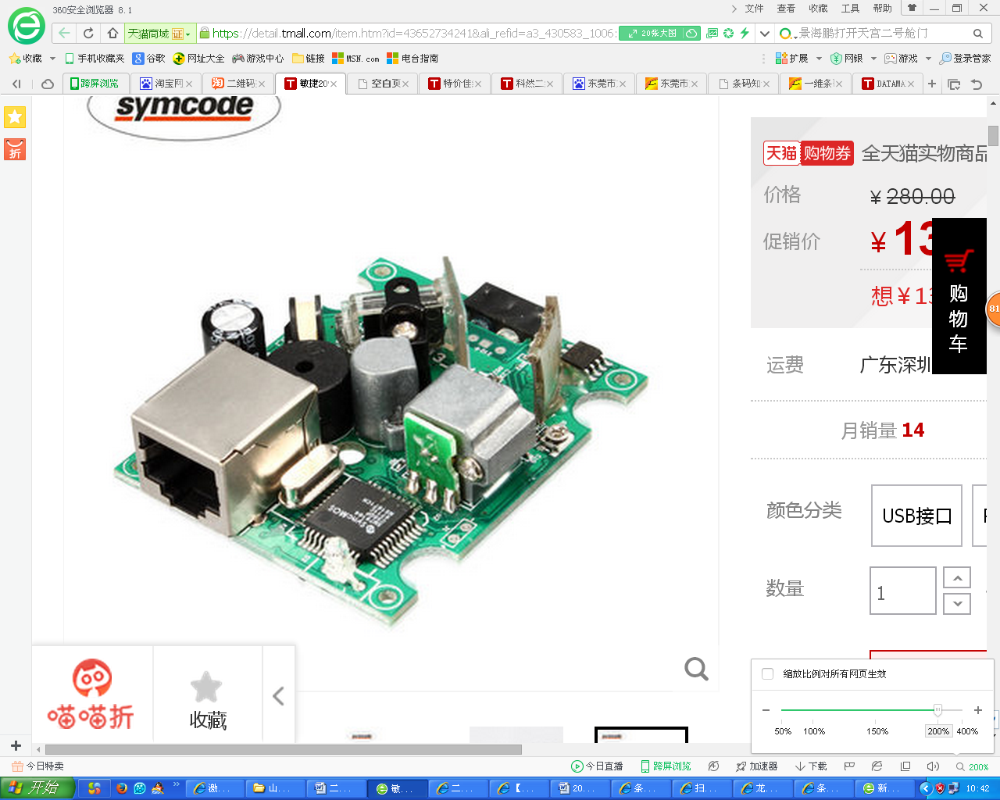 360安全浏览器 8.1
文件 查看 收藏 工具 帮助
天猫商城 证
https://detail.tmall.com/item.htm?id=43652734241&ali_refid=a3_430583_1006:
20张大图
景海鹏打开天宫二号舱门
收藏 手机收藏夹 谷歌 网址大全 游戏中心 链接 MSN.com 电台指南
扩展 网银 游戏 登录管家
跨屏浏览 淘宝网 二维码 敏捷20 空白页 特价佳 科然二 东莞市 东莞市 条码知 一维条 DATAMA
折
symcode
天猫 购物券 全天猫实物商品
价格 ¥ 280.00
促销价 ¥ 13
想 ¥ 13
购物车
81
运费 广东深圳
月销量 14
颜色分类 USB接口
数量 1
SyncMOS
喵喵折
收藏
缩放比例对所有网页生效
50% 100% 150% 200% 400%
今日特卖
今日直播 跨屏浏览 加速器 下载 200%
开始 激... 山... 二... 敏... 二... 【... 20... 条... 扫... 龙... 条... 新... 10:42